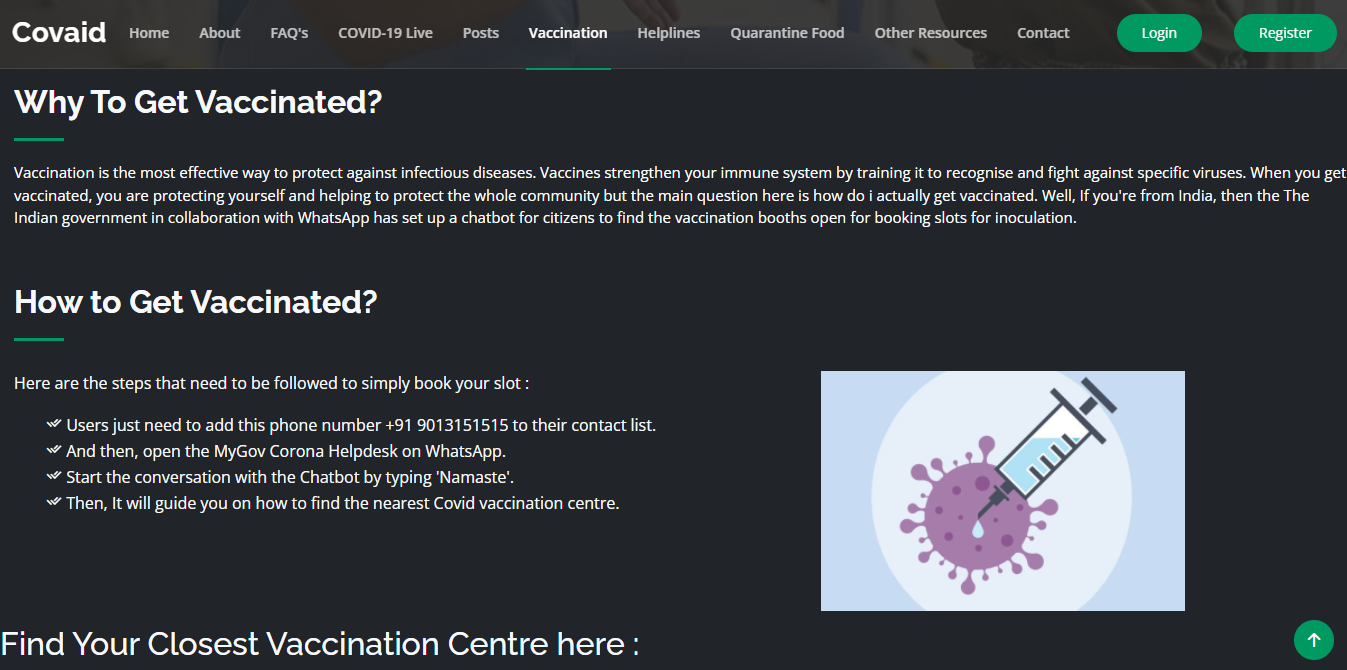 Covaid Home About FAQ's COVID-19 Live Posts Vaccination Helplines Quarantine Food Other Resources Contact Login Register
Why To Get Vaccinated?
Vaccination is the most effective way to protect against infectious diseases. Vaccines strengthen your immune system by training it to recognise and fight against specific viruses. When you get
vaccinated, you are protecting yourself and helping to protect the whole community but the main question here is how do i actually get vaccinated. Well, If you're from India, then the The
Indian government in collaboration with WhatsApp has set up a chatbot for citizens to find the vaccination booths open for booking slots for inoculation.
How to Get Vaccinated?
Here are the steps that need to be followed to simply book your slot :
Users just need to add this phone number +91 9013151515 to their contact list.
And then, open the MyGov Corona Helpdesk on WhatsApp.
Start the conversation with the Chatbot by typing 'Namaste'.
Then, It will guide you on how to find the nearest Covid vaccination centre.
Find Your Closest Vaccination Centre here :